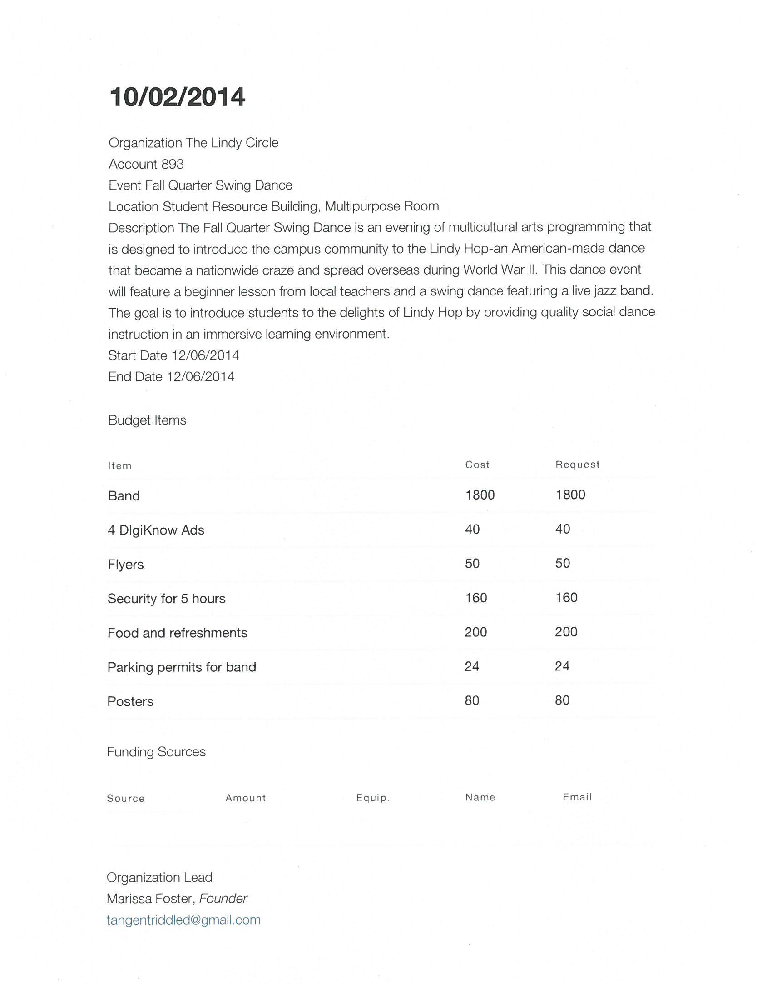 10/02/2014
Organization The Lindy Circle
Account 893
Event Fall Quarter Swing Dance
Location Student Resource Building, Multipurpose Room
Description The Fall Quarter Swing Dance is an evening of multicultural arts programming that
is designed to introduce the campus community to the Lindy Hop-an American-made dance
that became a nationwide craze and spread overseas during World War II. This dance event
will feature a beginner lesson from local teachers and a swing dance featuring a live jazz band.
The goal is to introduce students to the delights of Lindy Hop by providing quality social dance
instruction in an immersive learning environment.
Start Date 12/06/2014
End Date 12/06/2014
Budget Items
Item Cost Request
Band 1800 1800
4 DIgiKnow Ads 40 40
Flyers 50 50
Security for 5 hours 160 160
Food and refreshments 200 200
Parking permits for band 24 24
Posters 80 80
Funding Sources
Source Amount Equip. Name Email
Organization Lead
Marissa Foster, Founder
tangentriddled@gmail.com